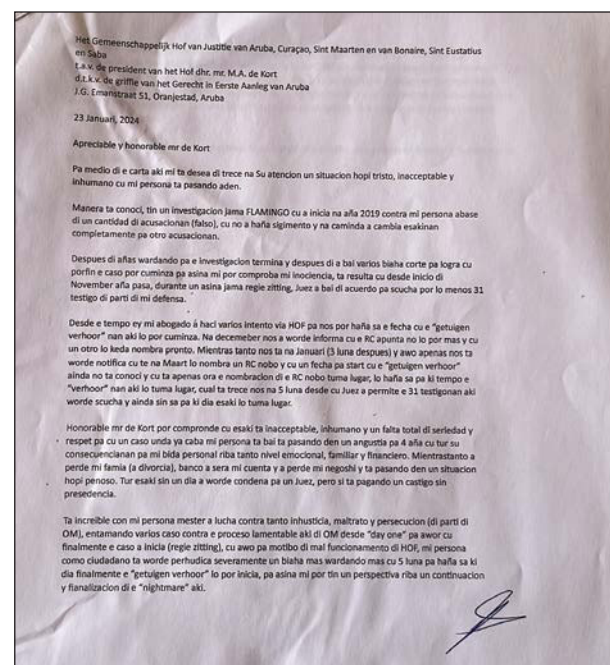 Het Gemeenschappelijk Hof van Justitie van Aruba, Curaçao, Sint Maarten en van Bonaire, Sint Eustatius
en Saba
t.a.v. de president van het Hof dhr. mr. M.A. de Kort
d.t.k.v. de griffie van het Gerecht in Eerste Aanleg van Aruba
J.G. Emanstraat 51, Oranjestad, Aruba
23 Januari, 2024
Apreciable y honorable mr de Kort
Pa medio di e carta aki mi ta desea di trece na Su atencion un situacion hopi tristo, inacceptable y
inhumano cu mi persona ta pasando aden.
Manera ta conoci, tin un investigacion jama FLAMINGO cu a inicia na aña 2019 contra mi persona abase
di un cantidad di acusacionan (falso), cu no a haña sigimento y na caminda a cambia esakinan
completamente pa otro acusacionan.
Despues di añas wardando pa e investigacion termina y despues di a bai varios biaha corte pa logra cu
porfin e caso por cuminza pa asina mi por comproba mi inociencia, ta resulta cu desde inicio di
November aña pasa, durante un asina jama regie zitting, Juez a bai di acuerdo pa scucha por lo menos 31
testigo di parti di mi defensa.
Desde e tempo ey mi abogado á haci varios intento via HOF pa nos por haña sa e fecha cu e "getuigen
verhoor" nan aki lo por cuminza. Na decemeber nos a worde informa cu e RC apunta no lo por mas y cu
un otro lo keda nombra pronto. Mientras tanto nos ta na Januari (3 luna despues) y awo apenas nos ta
worde notifica cu te na Maart lo nombra un RC nobo y cu un fecha pa start cu e "getuigen verhoor"
ainda no ta conoci y cu ta apenas ora e nombracion di e RC nobo tuma lugar, lo haña sa pa ki tempo e
"verhoor" nan aki lo tuma lugar, cual ta trece nos na 5 luna desde cu Juez a permite e 31 testigonan aki
worde scucha y ainda sin sa pa ki dia esaki lo tuma lugar.
Honorable mr de Kort por compronde cu esaki ta inacceptable, inhumano y un falta total di seriedad y
respet pa cu un caso unda ya caba mi persona ta bai ta pasando den un angustia pa 4 aña cu tur su
consecuencianan pa mi bida personal riba tanto nivel emocional, familiar y financiero. Mientrastanto a
perde mi famia (a divorcia), banco a sera mi cuenta y a perde mi negoshi y ta pasando den un situacion
hopi penoso. Tur esaki sin un dia a worde condena pa un Juez, pero si ta pagando un castigo sin
presedencia.
Ta increible con mi persona mester a lucha contra tanto inhusticia, maltrato y persecucion (di parti di
OM), entamando varios caso contra e proceso lamentable aki di OM desde "day one" pa awor cu
finalmente e caso a inicia (regie zitting), cu awo pa motibo di mal funcionamento di HOF, mi persona
como ciudadano ta worde perhudica severamente un biaha mas wardando mas cu 5 luna pa haña sa ki
dia finalmente e "getuigen verhoor" lo por inicia, pa asina mi por tin un perspectiva riba un continuacion
y fianalizacion di e "nightmare" aki.